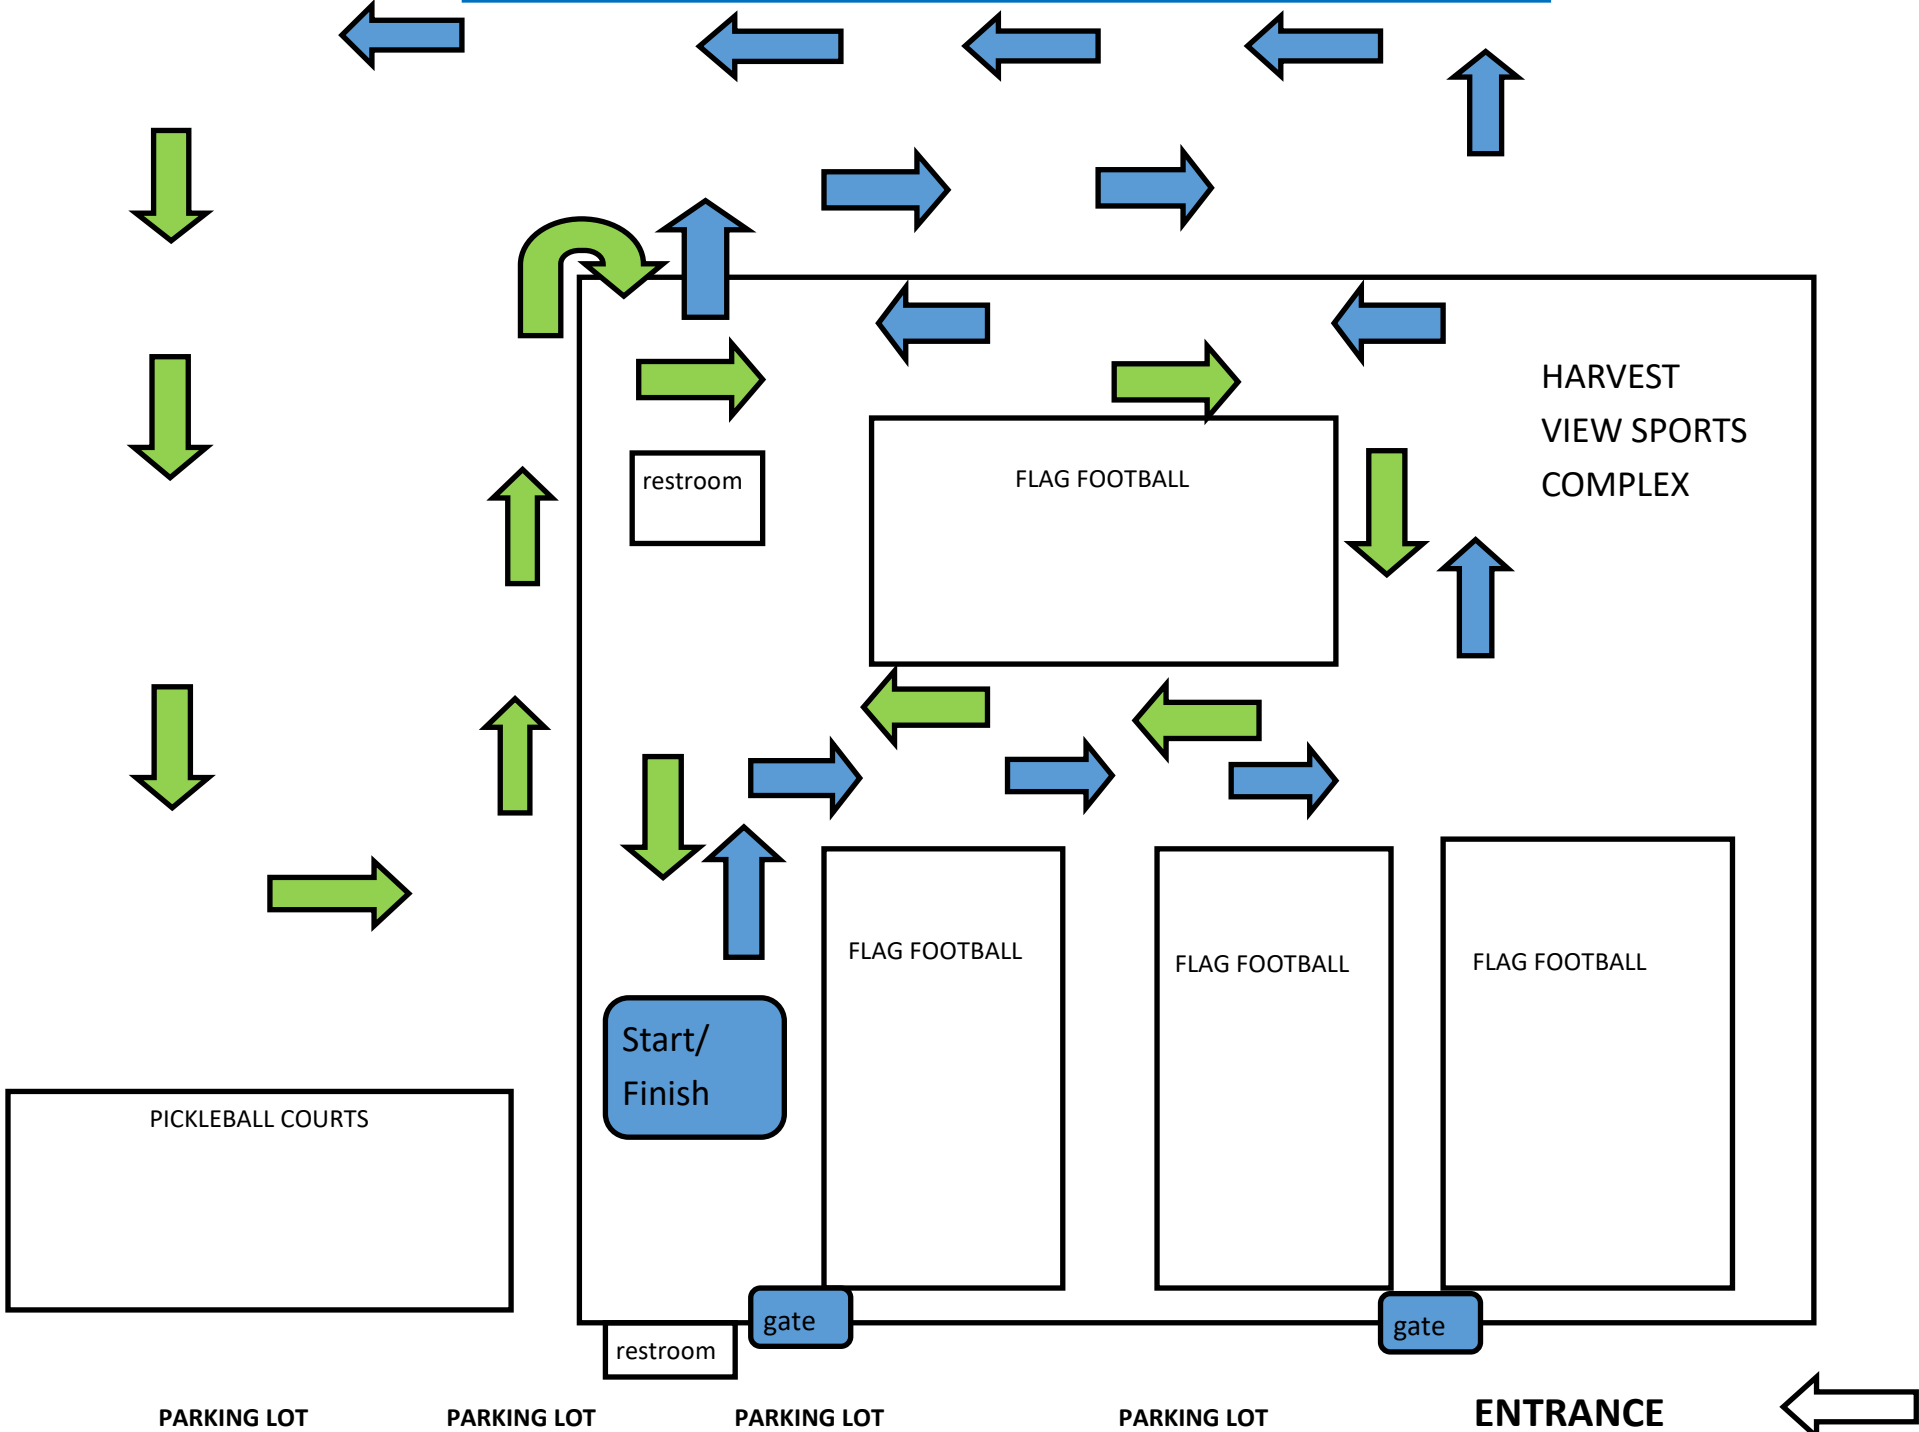 HARVEST
VIEW SPORTS
COMPLEX
restroom
FLAG FOOTBALL
FLAG FOOTBALL
FLAG FOOTBALL
FLAG FOOTBALL
Start/
Finish
PICKLEBALL COURTS
gate
gate
restroom
PARKING LOT
PARKING LOT
PARKING LOT
PARKING LOT
ENTRANCE